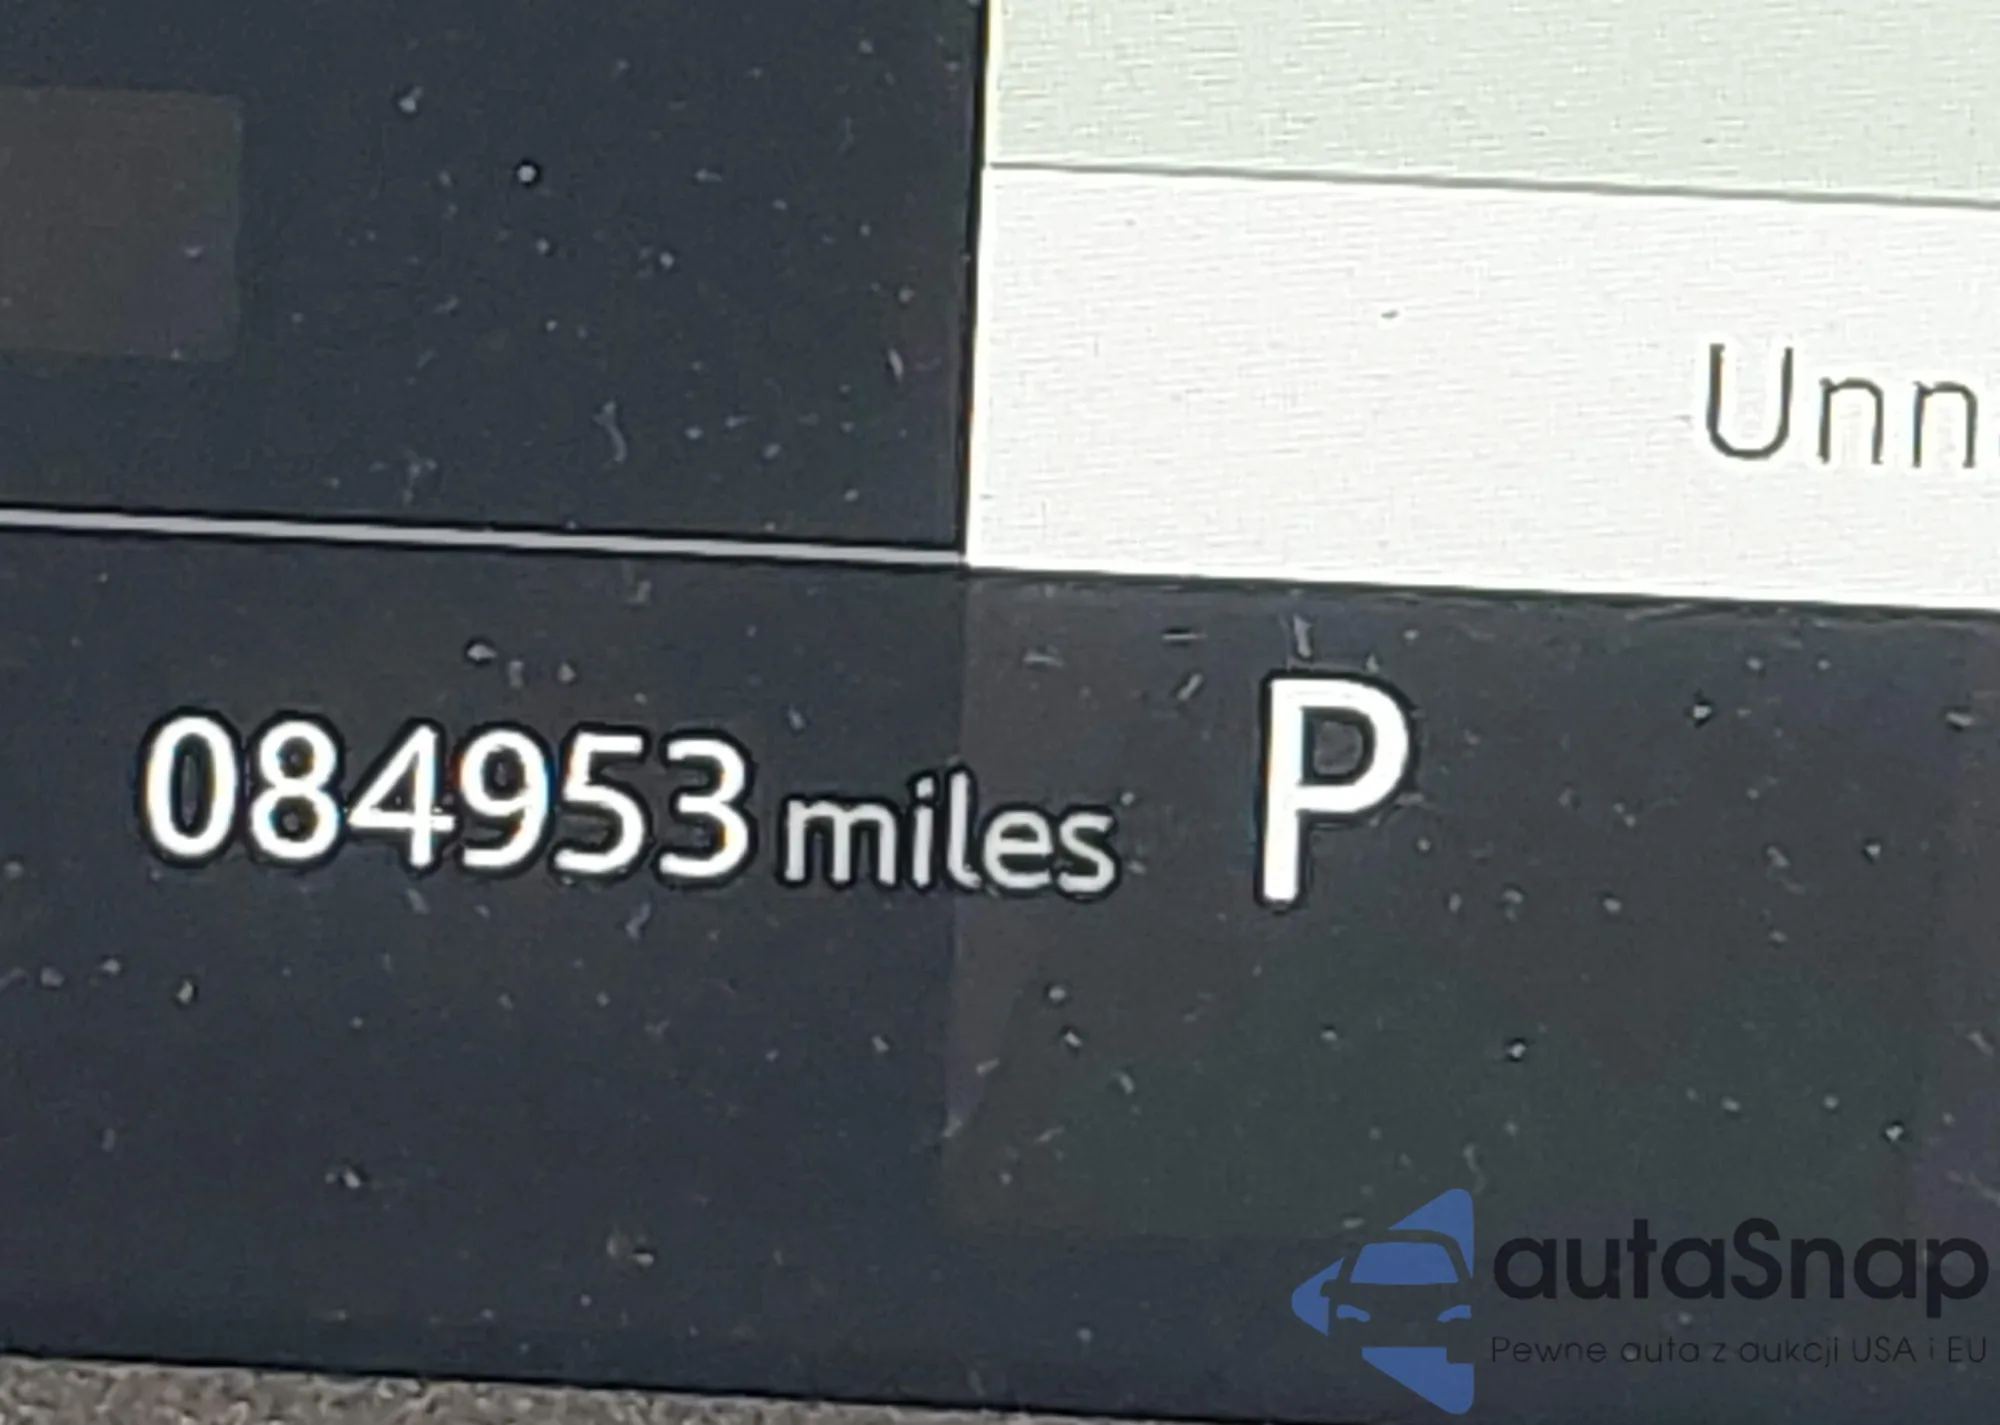 Unn
084953 miles P
autaSnap
Pewne auta z aukcji USA i EU